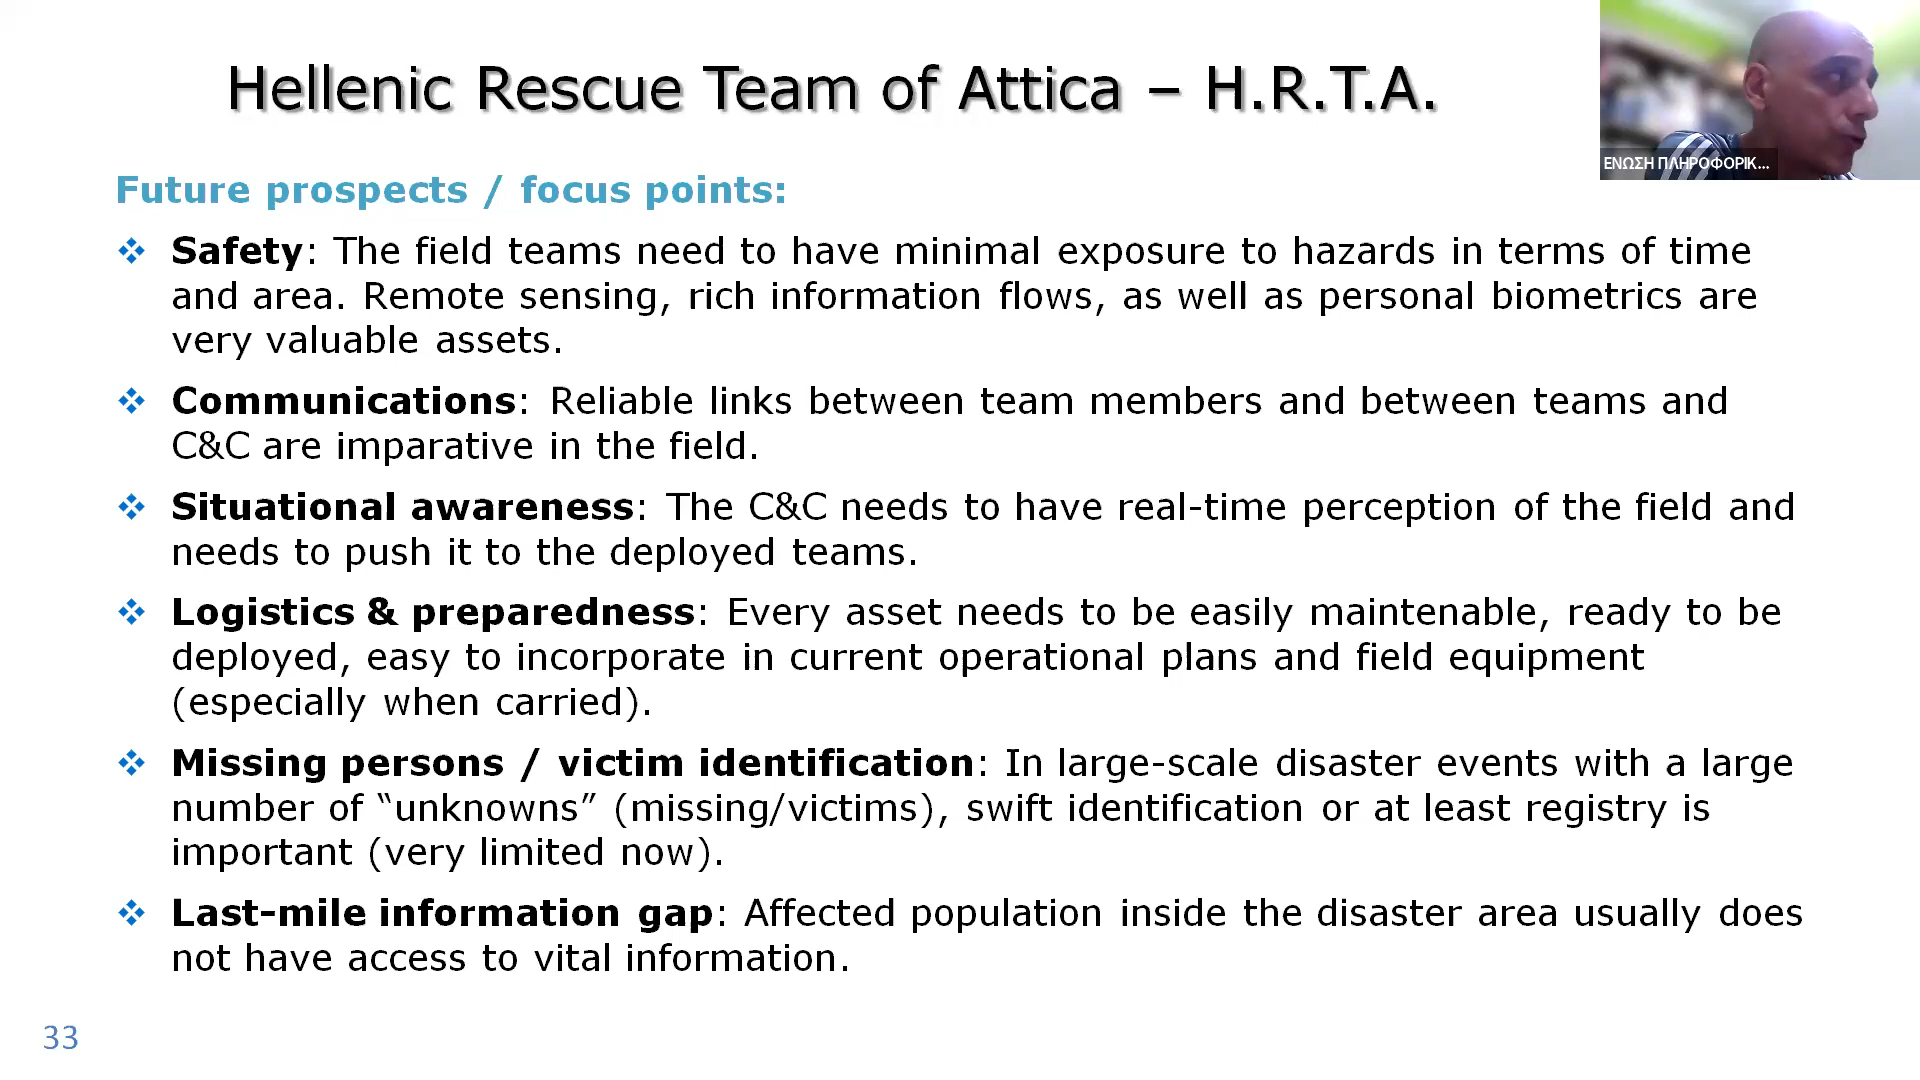 Hellenic Rescue Team of Attica – H.R.T.A.
ΕΝΩΣΗ ΠΛΗΡΟΦΟΡΙΚ...
Future prospects / focus points:
❖ Safety: The field teams need to have minimal exposure to hazards in terms of time
and area. Remote sensing, rich information flows, as well as personal biometrics are
very valuable assets.
❖ Communications: Reliable links between team members and between teams and
C&C are imparative in the field.
❖ Situational awareness: The C&C needs to have real-time perception of the field and
needs to push it to the deployed teams.
❖ Logistics & preparedness: Every asset needs to be easily maintenable, ready to be
deployed, easy to incorporate in current operational plans and field equipment
(especially when carried).
❖ Missing persons / victim identification: In large-scale disaster events with a large
number of “unknowns” (missing/victims), swift identification or at least registry is
important (very limited now).
❖ Last-mile information gap: Affected population inside the disaster area usually does
not have access to vital information.
33